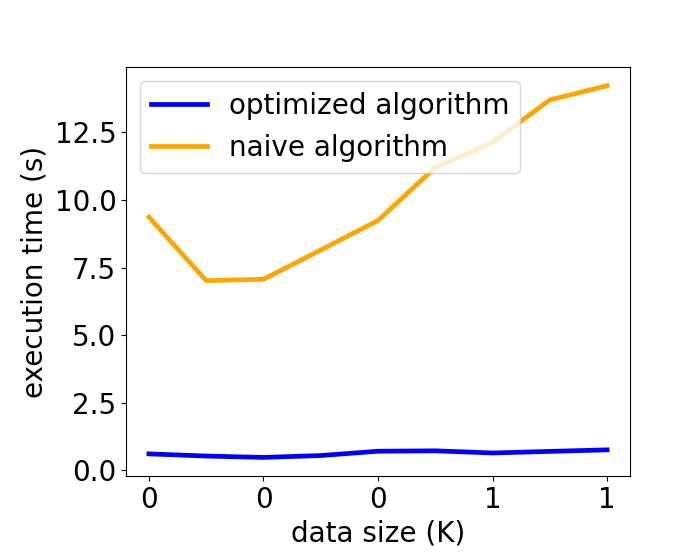 optimized algorithm
naive algorithm
execution time (s)
12.5
10.0
7.5
5.0
2.5
0.0
0 0 0 1 1
data size (K)